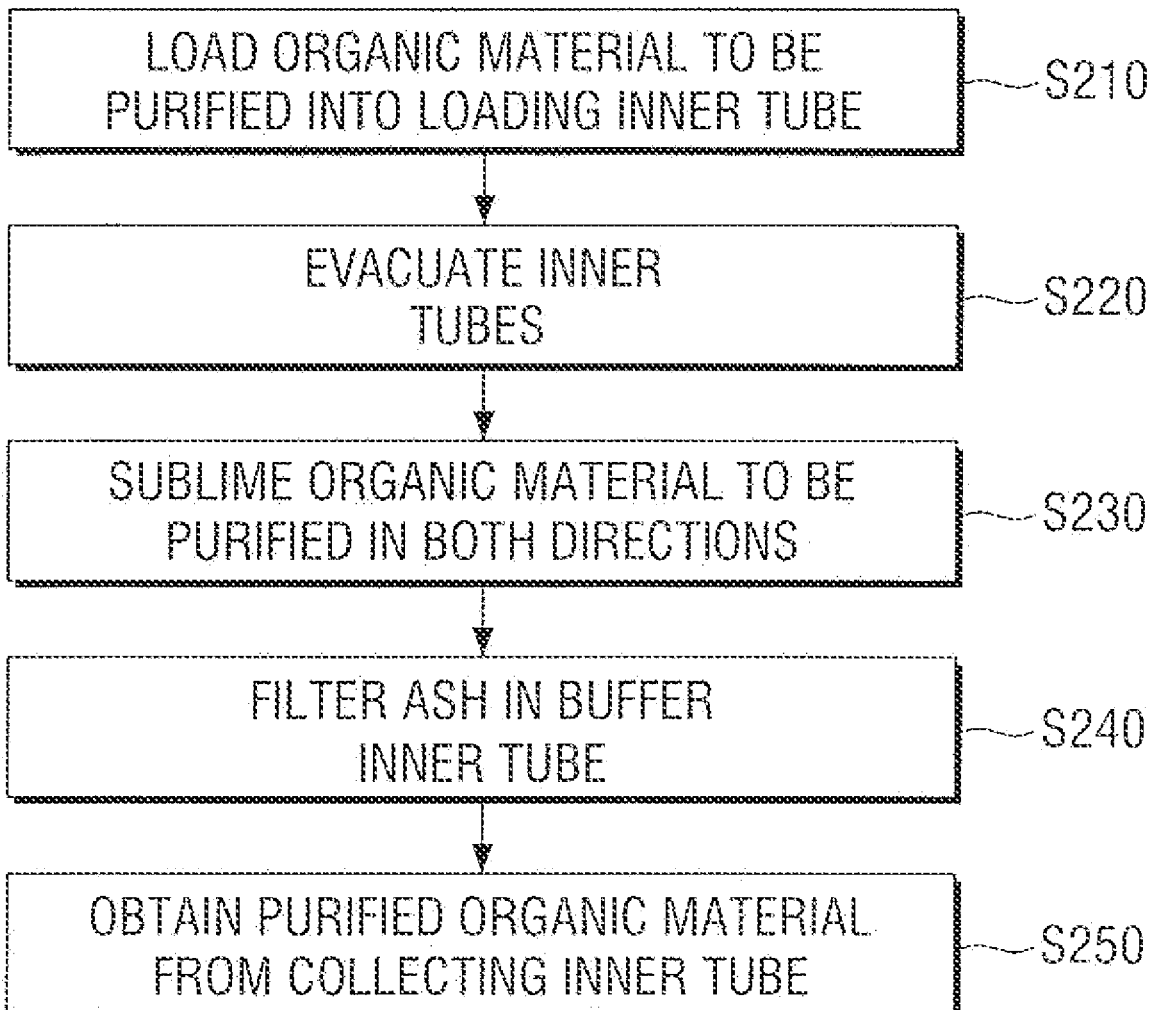 LOAD ORGANIC MATERIAL TO BE
PURIFIED INTO LOADING INNER TUBE
S210
EVACUATE INNER
TUBES
S220
SUBLIME ORGANIC MATERIAL TO BE
PURIFIED IN BOTH DIRECTIONS
S230
FILTER ASH IN BUFFER
INNER TUBE
S240
OBTAIN PURIFIED ORGANIC MATERIAL
FROM COLLECTING INNER TUBE
S250